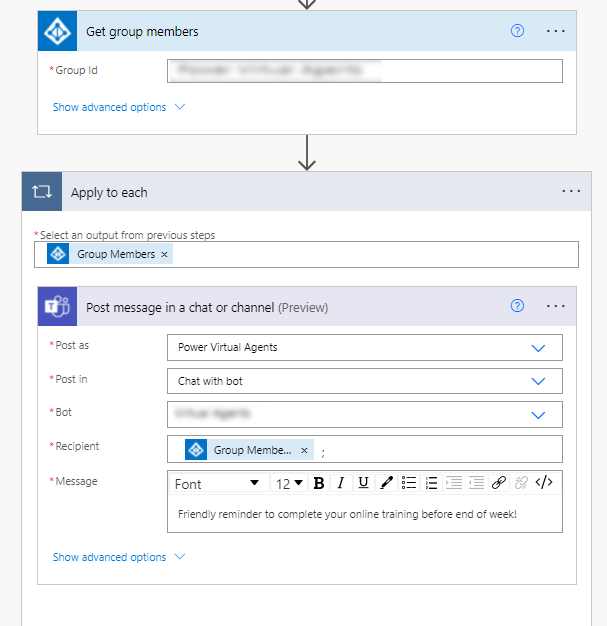 Get group members
* Group Id
Show advanced options
Apply to each
* Select an output from previous steps
Group Members ×
Post message in a chat or channel (Preview)
* Post as Power Virtual Agents
* Post in Chat with bot
* Bot
* Recipient Group Membe... × ;
* Message Font 12 B I U </>
Friendly reminder to complete your online training before end of week!
Show advanced options